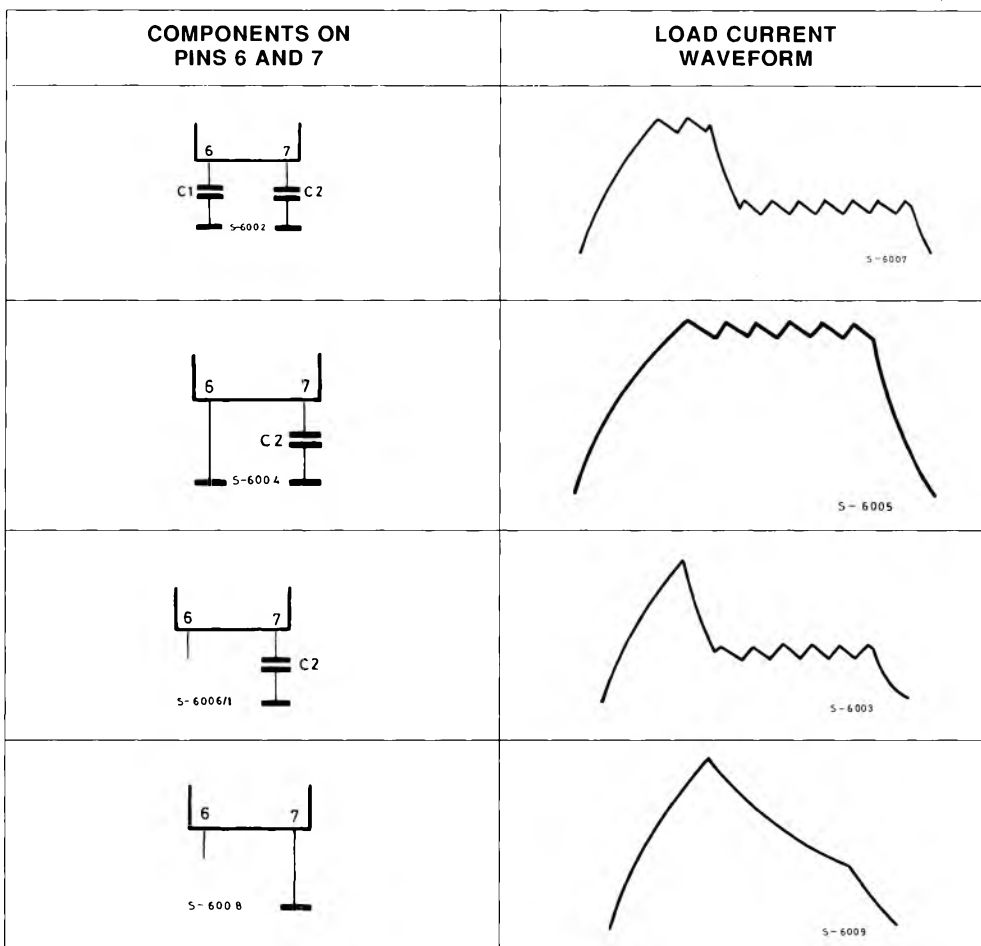 COMPONENTS ON
PINS 6 AND 7
LOAD CURRENT
WAVEFORM
6 7
C1 C2
S-6002
S-6007
6 7
C2
S-6004
S-6005
6 7
C2
S-6006/1
S-6003
6 7
S-6008
S-6009